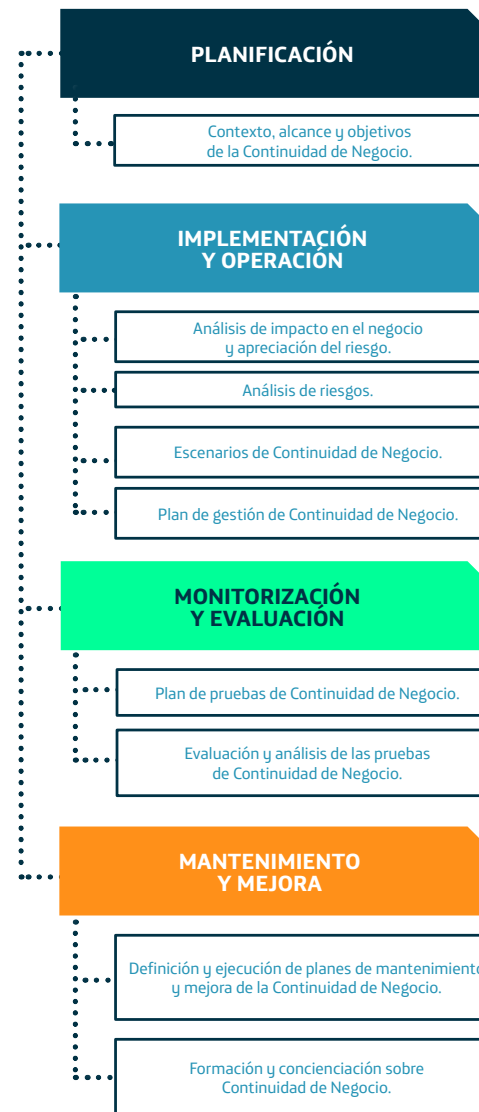 PLANIFICACIÓN
Contexto, alcance y objetivos
de la Continuidad de Negocio.
IMPLEMENTACIÓN
Y OPERACIÓN
Análisis de impacto en el negocio
y apreciación del riesgo.
Análisis de riesgos.
Escenarios de Continuidad de Negocio.
Plan de gestión de Continuidad de Negocio.
MONITORIZACIÓN
Y EVALUACIÓN
Plan de pruebas de Continuidad de Negocio.
Evaluación y análisis de las pruebas
de Continuidad de Negocio.
MANTENIMIENTO
Y MEJORA
Definición y ejecución de planes de mantenimiento
y mejora de la Continuidad de Negocio.
Formación y concienciación sobre
Continuidad de Negocio.